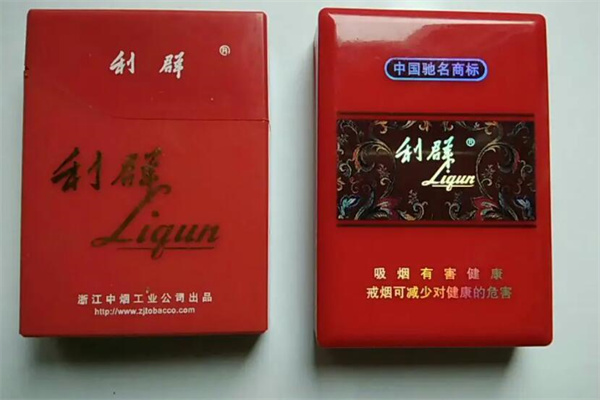 利群®
利群
Liqun
浙江中烟工业公司出品
http://www.zjtobacco.com
中国驰名商标
利群®
Liqun
吸烟有害健康
戒烟可减少对健康的危害